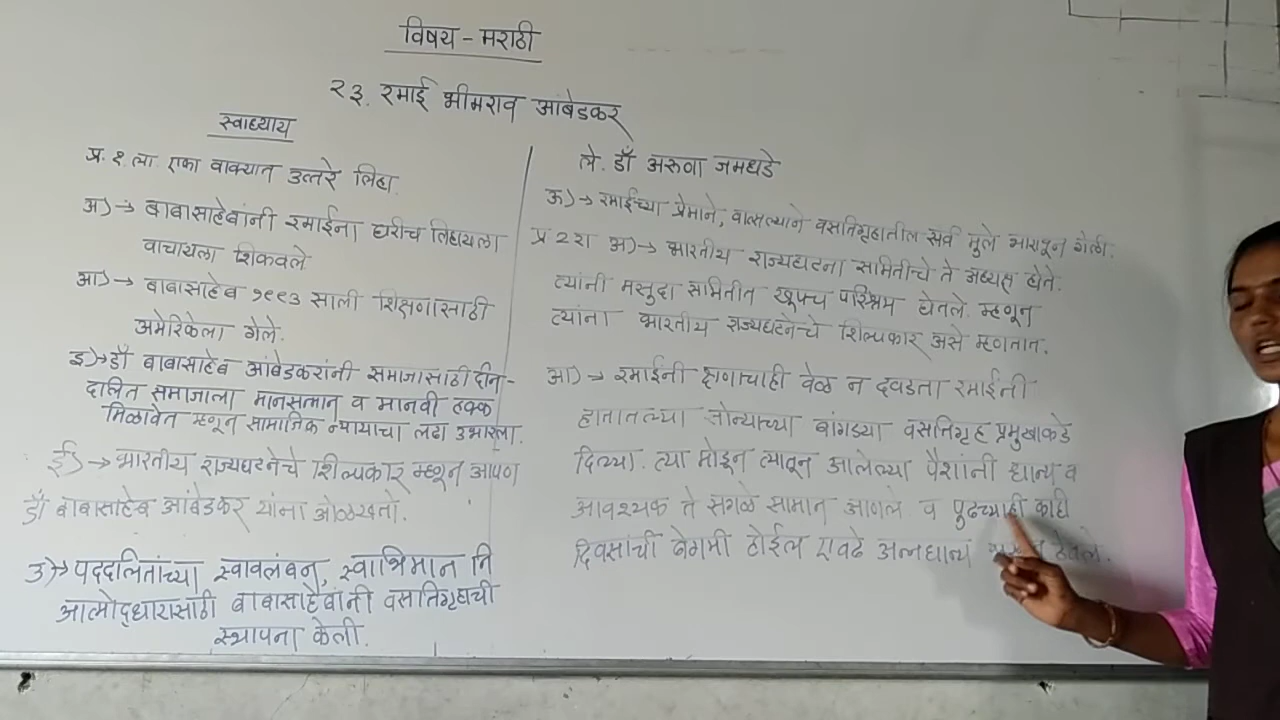 विषय - मराठी
२३. रमाई भीमराव आंबेडकर
स्वाध्याय
प्र. १ ला. एका वाक्यात उत्तरे लिहा.
अ) → बाबासाहेबांनी रमाईंना घरीच लिहायला
वाचायला शिकवले
आ) → बाबासाहेब १९१३ साली शिक्षणासाठी
अमेरिकेला गेले.
इ) → डॉ बाबासाहेब आंबेडकरांनी समाजासाठी दीन-
दालित समाजाला मानसन्मान व मानवी हक्क
मिळावेत म्हणून सामाजिक न्यायाचा लढा उभारला.
ई) → भारतीय राज्यघटनेचे शिल्पकार म्हणून आपण
डॉ बाबासाहेब आंबेडकर यांना ओळखतो.
उ) → पददलितांच्या स्वावलंबन, स्वाभिमान नि
आत्मोद्धारासाठी बाबासाहेबांनी वसतिगृहाची
स्थापना केली.
ले. डॉ अरुणा जमधडे
ऊ) → रमाईच्या प्रेमाने, वात्सल्याने वसतिगृहातील सर्व मुले भारावून गेली.
प्र २ रा अ) → भारतीय राज्यघटना समितीचे ते अध्यक्ष होते.
त्यांनी मसुदा समितीत खूपच परिश्रम घेतले. म्हणून
त्यांना भारतीय राज्यघटनेचे शिल्पकार असे म्हणतात.
आ) → रमाईनी क्षणाचाही वेळ न दवडता रमाईनी
हातातल्या सोन्याच्या बांगड्या वसतिगृह प्रमुखाकडे
दिल्या. त्या मोडून त्यातून आलेल्या पैशांनी धान्य व
आवश्यक ते सगळे सामान आणले व पुढच्याही काही
दिवसांची बेगमी होईल एवढे अन्नधान्य ठेवले.